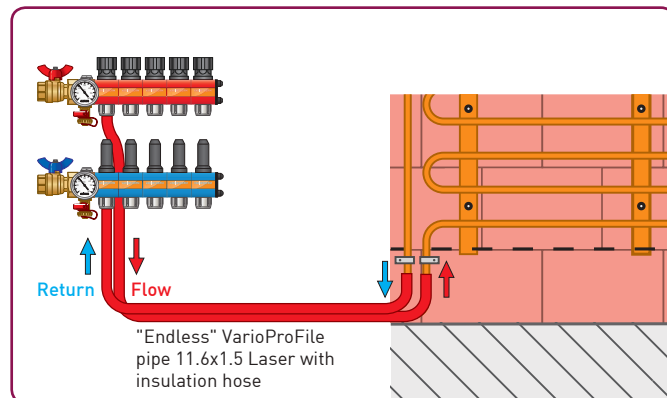 Return Flow
"Endless" VarioProFile
pipe 11.6x1.5 Laser with
insulation hose